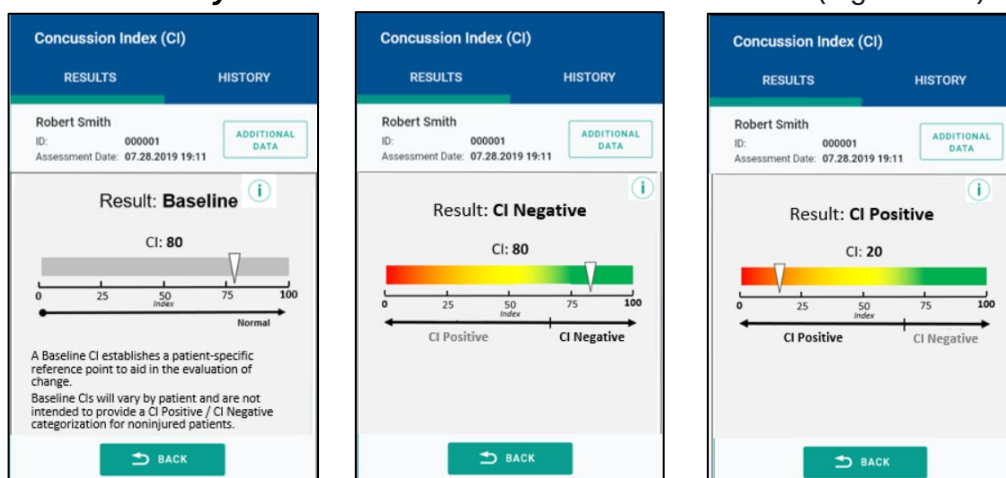 Concussion Index (CI)
RESULTS HISTORY
Robert Smith
ID: 000001
Assessment Date: 07.28.2019 19:11
ADDITIONAL
DATA
Result: Baseline i
CI: 80
0 25 50 75 100
Index
Normal
A Baseline CI establishes a patient-specific
reference point to aid in the evaluation of
change.
Baseline CIs will vary by patient and are not
intended to provide a CI Positive / CI Negative
categorization for noninjured patients.
BACK
Concussion Index (CI)
RESULTS HISTORY
Robert Smith
ID: 000001
Assessment Date: 07.28.2019 19:11
ADDITIONAL
DATA
i
Result: CI Negative
CI: 80
0 25 50 75 100
Index
CI Positive CI Negative
BACK
Concussion Index (CI)
RESULTS HISTORY
Robert Smith
ID: 000001
Assessment Date: 07.28.2019 19:11
ADDITIONAL
DATA
i
Result: CI Positive
CI: 20
0 25 50 75 100
Index
CI Positive CI Negative
BACK